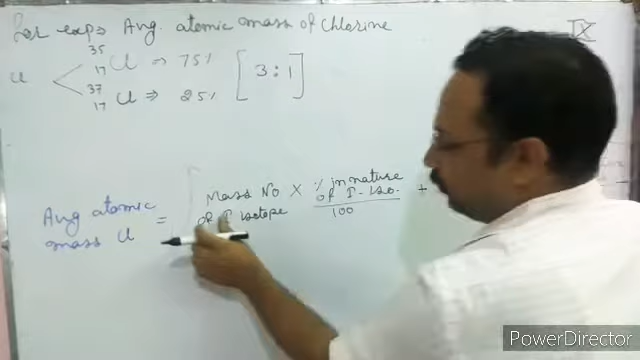 For exp> Avg. atomic mass of Chlorine
IX
35
17 Cl ⇒ 75%
Cl
[3:1]
37
17 Cl ⇒ 25%
Avg atomic mass Cl =
Mass No of I isotope × % in nature of I - Iso. / 100 +
PowerDirector